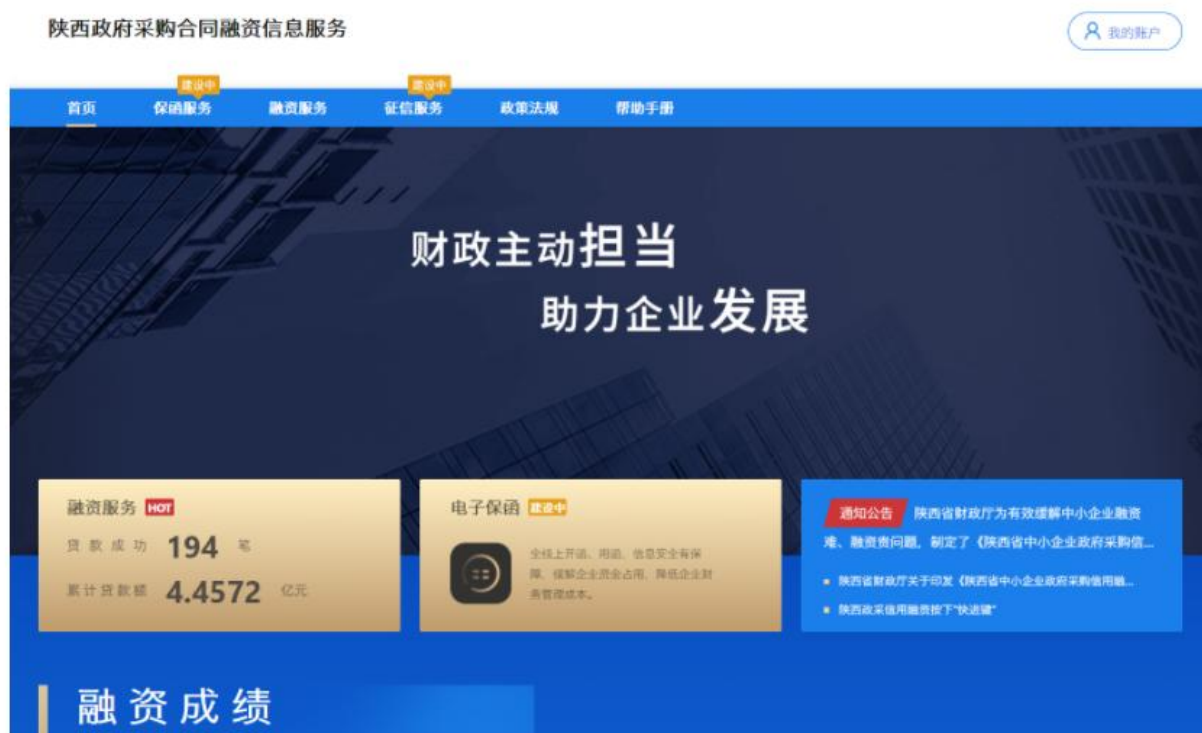 陕西政府采购合同融资信息服务
我的账户
建设中
建设中
首页 保函服务 融资服务 征信服务 政策法规 帮助手册
财政主动担当
助力企业发展
融资服务 HOT
贷款成功 194 笔
累计贷款额 4.4572 亿元
电子保函 建设中
全线上开函、用函、信息安全有保
障、缓解企业资金占用、降低企业财
务管理成本。
通知公告 陕西省财政厅为有效缓解中小企业融资
难、融资贵问题，制定了《陕西省中小企业政府采购信...
陕西省财政厅关于印发《陕西省中小企业政府采购信用融...
陕西政采信用融资按下“快进键”
融资成绩